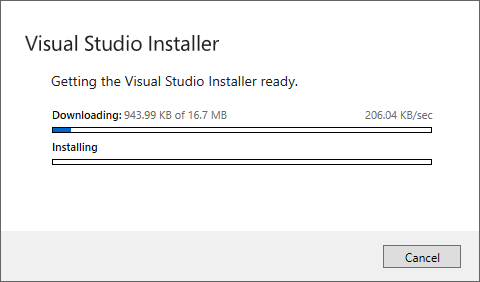 Visual Studio Installer
Getting the Visual Studio Installer ready.
Downloading: 943.99 KB of 16.7 MB 206.04 KB/sec
Installing
Cancel